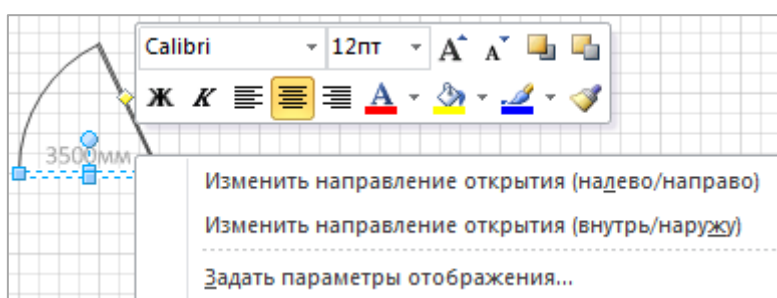 Calibri 12пт A A
Ж К A
3500мм
Изменить направление открытия (налево/направо)
Изменить направление открытия (внутрь/наружу)
Задать параметры отображения...